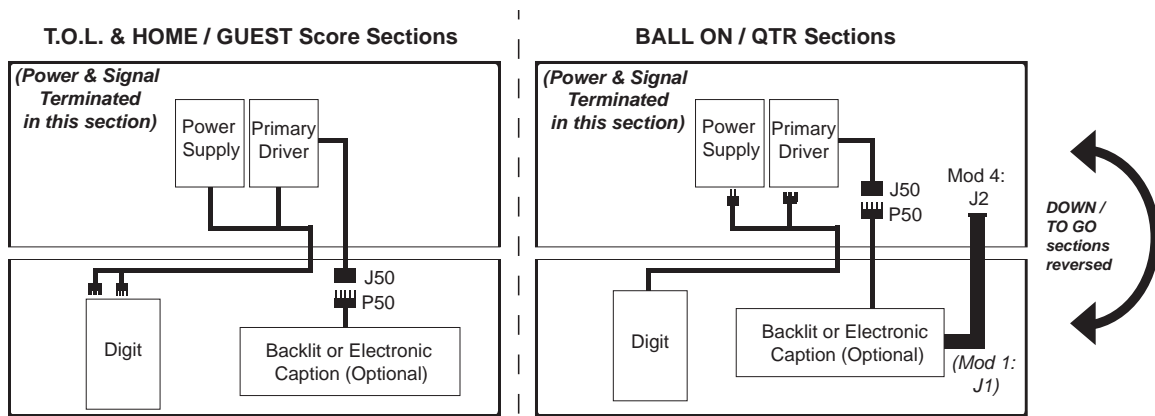 T.O.L. & HOME / GUEST Score Sections
(Power & Signal
Terminated
in this section)
Power
Supply
Primary
Driver
J50
P50
Digit
Backlit or Electronic
Caption (Optional)
BALL ON / QTR Sections
(Power & Signal
Terminated
in this section)
Power
Supply
Primary
Driver
J50
P50
Mod 4:
J2
Digit
Backlit or Electronic
Caption (Optional)
(Mod 1:
J1)
DOWN /
TO GO
sections
reversed